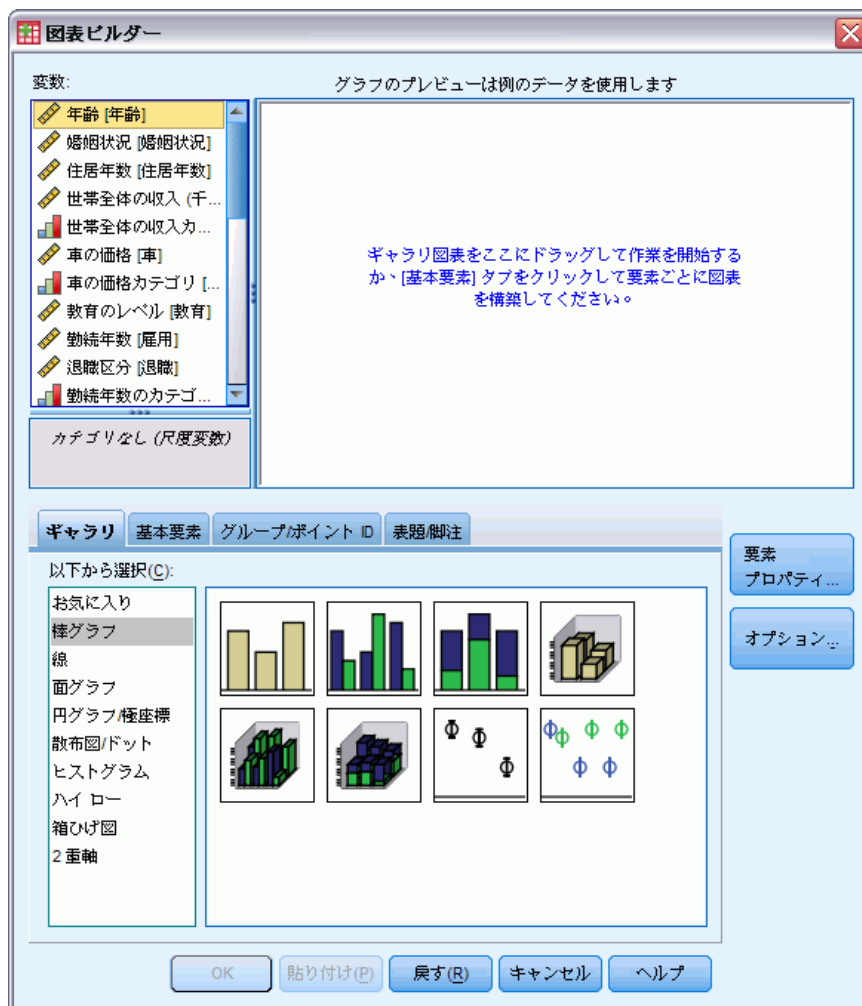 図表ビルダー
変数:
グラフのプレビューは例のデータを使用します
年齢 [年齢]
婚姻状況 [婚姻状況]
住居年数 [住居年数]
世帯全体の収入 (千...
世帯全体の収入カ...
車の価格 [車]
車の価格カテゴリ [...
教育のレベル [教育]
勤続年数 [雇用]
退職区分 [退職]
勤続年数のカテゴ...
カテゴリなし (尺度変数)
ギャラリ図表をここにドラッグして作業を開始する
か、[基本要素] タブをクリックして要素ごとに図表
を構築してください。
ギャラリ
基本要素
グループ/ポイント ID
表題/脚注
以下から選択(C):
お気に入り
棒グラフ
線
面グラフ
円グラフ/極座標
散布図/ドット
ヒストグラム
ハイ ロー
箱ひげ図
2 重軸
要素
プロパティ...
オプション...
OK
貼り付け(P)
戻す(R)
キャンセル
ヘルプ